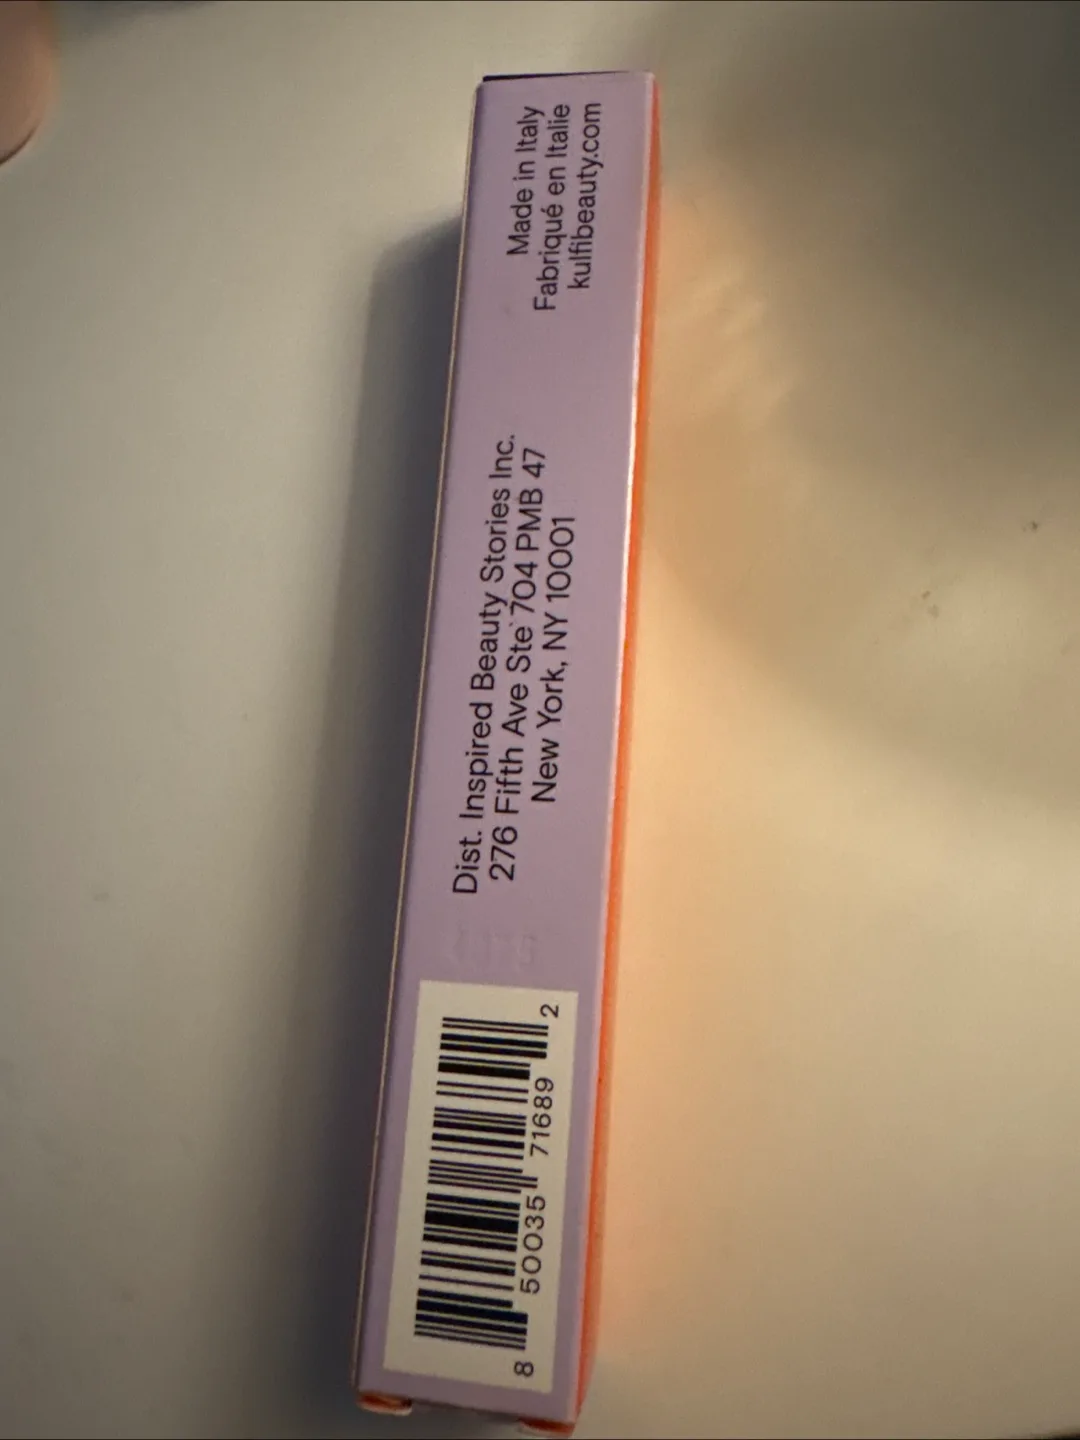 Made in Italy
Fabriqué en Italie
kulfibeauty.com
Dist. Inspired Beauty Stories Inc.
276 Fifth Ave Ste 704 PMB 47
New York, NY 10001
8 50035 71689 2